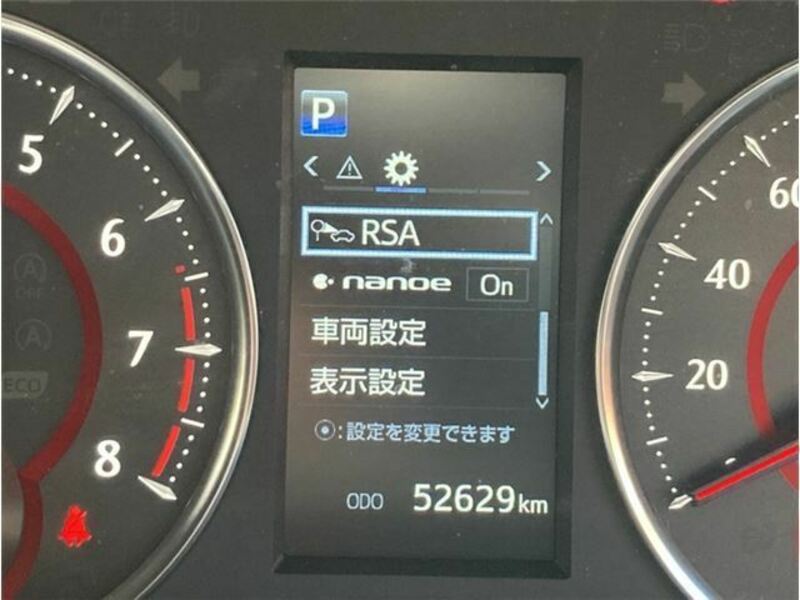 P
RSA
nanoe On
車両設定
表示設定
:設定を変更できます
ODO 52629km
5
6
7
8
60
40
20
ECO